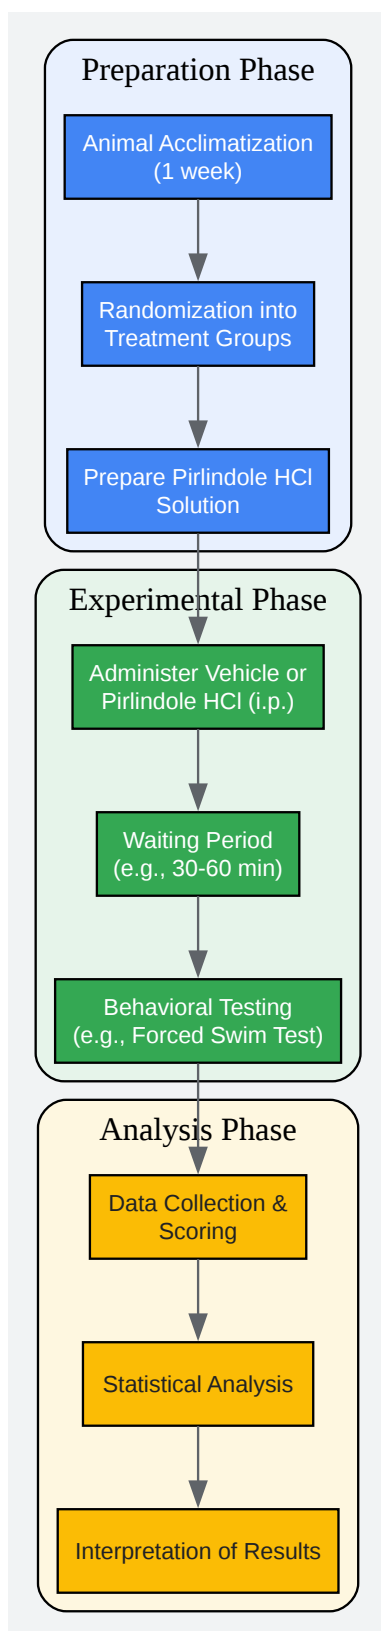 Preparation Phase
Animal Acclimatization
(1 week)
Randomization into
Treatment Groups
Prepare Pirlindole HCl
Solution
Experimental Phase
Administer Vehicle or
Pirlindole HCl (i.p.)
Waiting Period
(e.g., 30-60 min)
Behavioral Testing
(e.g., Forced Swim Test)
Analysis Phase
Data Collection &
Scoring
Statistical Analysis
Interpretation of Results